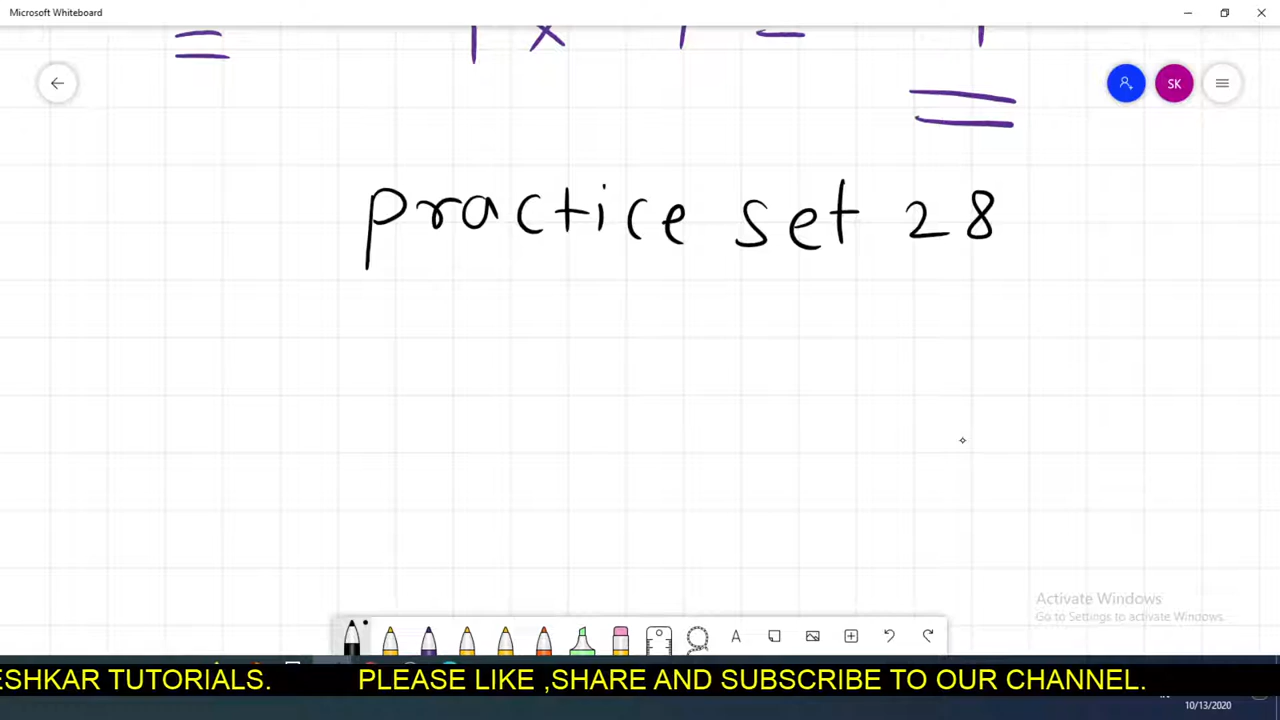 Microsoft Whiteboard
SK
practice set 28
Activate Windows
Go to Settings to activate Windows.
ESHKAR TUTORIALS. PLEASE LIKE ,SHARE AND SUBSCRIBE TO OUR CHANNEL.
10/13/2020